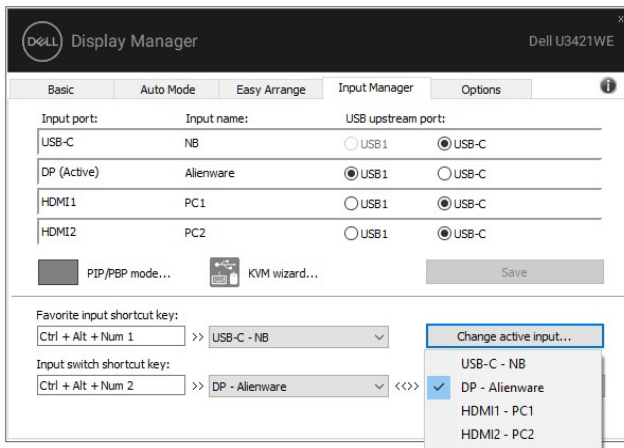 x
DELL Display Manager Dell U3421WE
Basic Auto Mode Easy Arrange Input Manager Options i
Input port: Input name: USB upstream port:
USB-C NB USB1 USB-C
DP (Active) Alienware USB1 USB-C
HDMI1 PC1 USB1 USB-C
HDMI2 PC2 USB1 USB-C
PIP/PBP mode... KVM wizard... Save
Favorite input shortcut key:
Ctrl + Alt + Num 1 >> USB-C - NB Change active input...
Input switch shortcut key:
Ctrl + Alt + Num 2 >> DP - Alienware <<>>
USB-C - NB
DP - Alienware
HDMI1 - PC1
HDMI2 - PC2